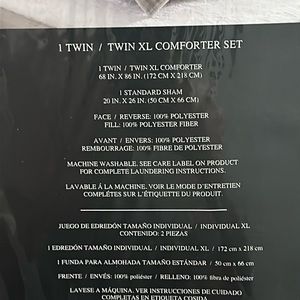 1 TWIN / TWIN XL COMFORTER SET
1 TWIN / TWIN XL COMFORTER
68 IN. X 86 IN. (172 CM X 218 CM)
1 STANDARD SHAM
20 IN. X 26 IN. (50 CM X 66 CM)
FACE / REVERSE: 100% POLYESTER
FILL: 100% POLYESTER FIBER
AVANT / ENVERS: 100% POLYESTER
REMBOURRAGE: 100% FIBRE DE POLYESTER
MACHINE WASHABLE. SEE CARE LABEL ON PRODUCT
FOR COMPLETE LAUNDERING INSTRUCTIONS.
LAVABLE À LA MACHINE. VOIR LE MODE D'ENTRETIEN
COMPLÉTES SUR L'ÉTIQUETTE DU PRODUIT.
JUEGO DE EDREDÓN TAMAÑO INDIVIDUAL / INDIVIDUAL XL
CONTENIDO: 2 PIEZAS
1 EDREDÓN TAMAÑO INDIVIDUAL / INDIVIDUAL XL / 172 cm x 218 cm
1 FUNDA PARA ALMOHADA TAMAÑO ESTÁNDAR / 50 cm x 66 cm
FRENTE / ENVÉS: 100% poliéster / RELLENO: 100% fibra de poliéster
LAVESE A MÁQUINA. VER INSTRUCCIONES DE CUIDADO
COMPLETAS EN ETIQUETA COSIDA